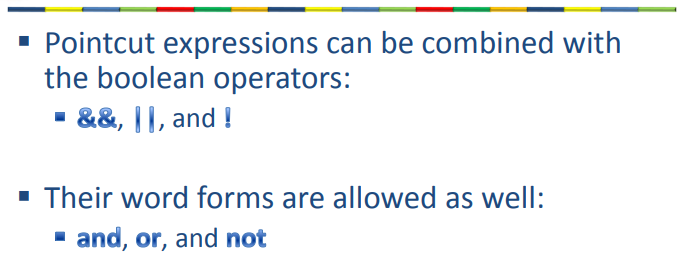 Pointcut expressions can be combined with
the boolean operators:
&&, ||, and !
Their word forms are allowed as well:
and, or, and not